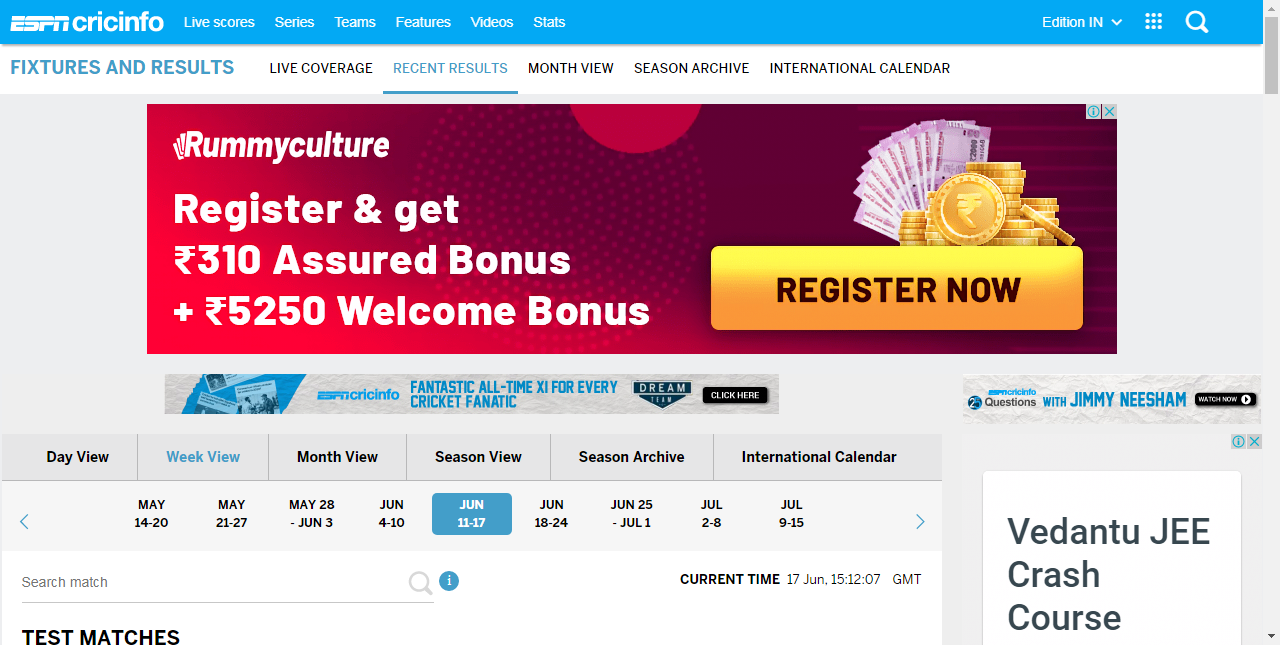 ESPN cricinfo Live scores Series Teams Features Videos Stats Edition IN
FIXTURES AND RESULTS LIVE COVERAGE RECENT RESULTS MONTH VIEW SEASON ARCHIVE INTERNATIONAL CALENDAR
Rummyculture
Register & get
₹310 Assured Bonus
+ ₹5250 Welcome Bonus
REGISTER NOW
ESPN cricinfo FANTASTIC ALL-TIME XI FOR EVERY
CRICKET FANATIC
DREAM
TEAM
CLICK HERE
ESPN cricinfo
25 Questions WITH JIMMY NEESHAM WATCH NOW
Day View Week View Month View Season View Season Archive International Calendar
MAY
14-20
MAY
21-27
MAY 28
- JUN 3
JUN
4-10
JUN
11-17
JUN
18-24
JUN 25
- JUL 1
JUL
2-8
JUL
9-15
Search match
CURRENT TIME 17 Jun, 15:12:07 GMT
TEST MATCHES
Vedantu JEE
Crash
Course